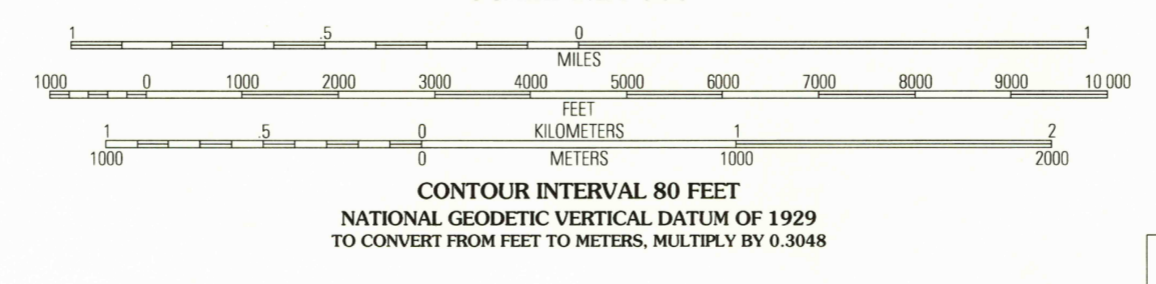 1 .5 0 1
MILES
1000 0 1000 2000 3000 4000 5000 6000 7000 8000 9000 10 000
FEET
1 .5 0 KILOMETERS 1 2
1000 0 METERS 1000 2000
CONTOUR INTERVAL 80 FEET
NATIONAL GEODETIC VERTICAL DATUM OF 1929
TO CONVERT FROM FEET TO METERS, MULTIPLY BY 0.3048